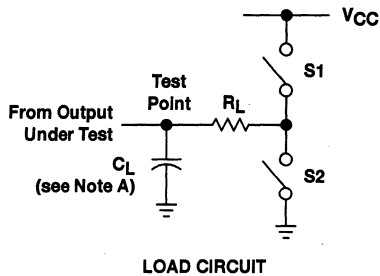 VCC
S1
Test
Point
RL
From Output
Under Test
CL
(see Note A)
S2
LOAD CIRCUIT